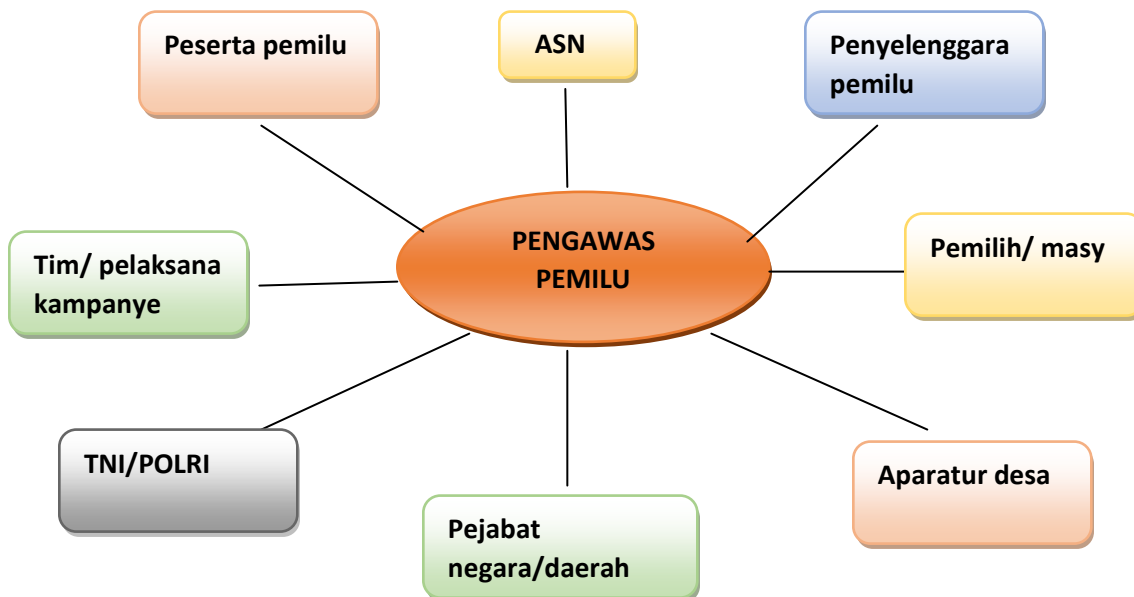 Peserta pemilu
ASN
Penyelenggara
pemilu
PENGAWAS
PEMILU
Tim/ pelaksana
kampanye
Pemilih/ masy
TNI/POLRI
Aparatur desa
Pejabat
negara/daerah